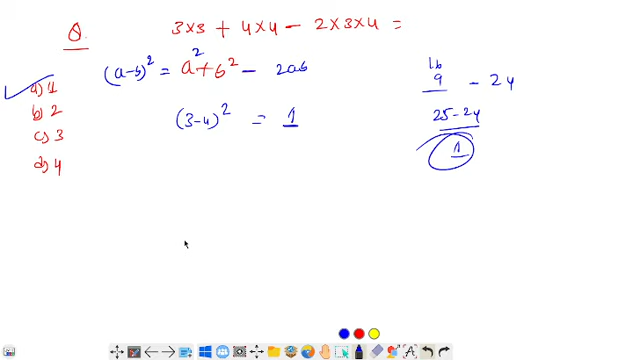 Q. 3×3 + 4×4 − 2×3×4 =
(a−b)² = a² + b² − 2ab
a) 1
b) 2
c) 3
d) 4
(3−4)² = 1
16
9 − 24
25−24
1